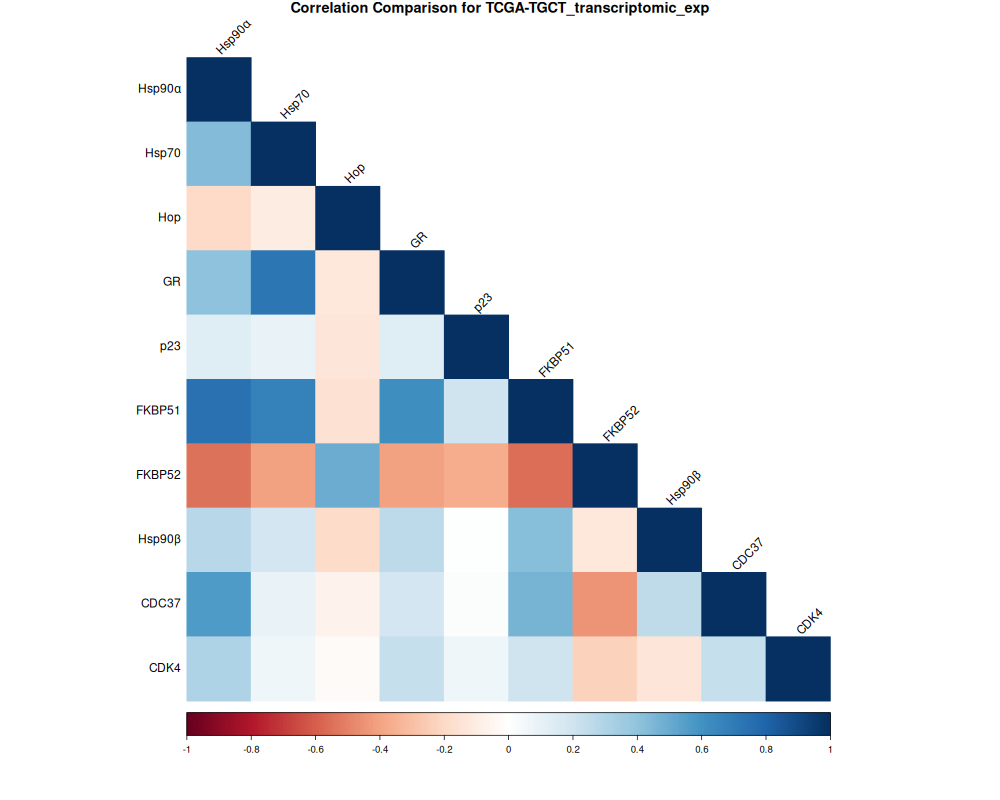 Correlation Comparison for TCGA-TGCT_transcriptomic_exp
Hsp90α
Hsp90α
Hsp70
Hsp70
Hop
Hop
GR
GR
p23
p23
FKBP51
FKBP51
FKBP52
FKBP52
Hsp90β
Hsp90β
CDC37
CDC37
CDK4
CDK4
-1 -0.8 -0.6 -0.4 -0.2 0 0.2 0.4 0.6 0.8 1